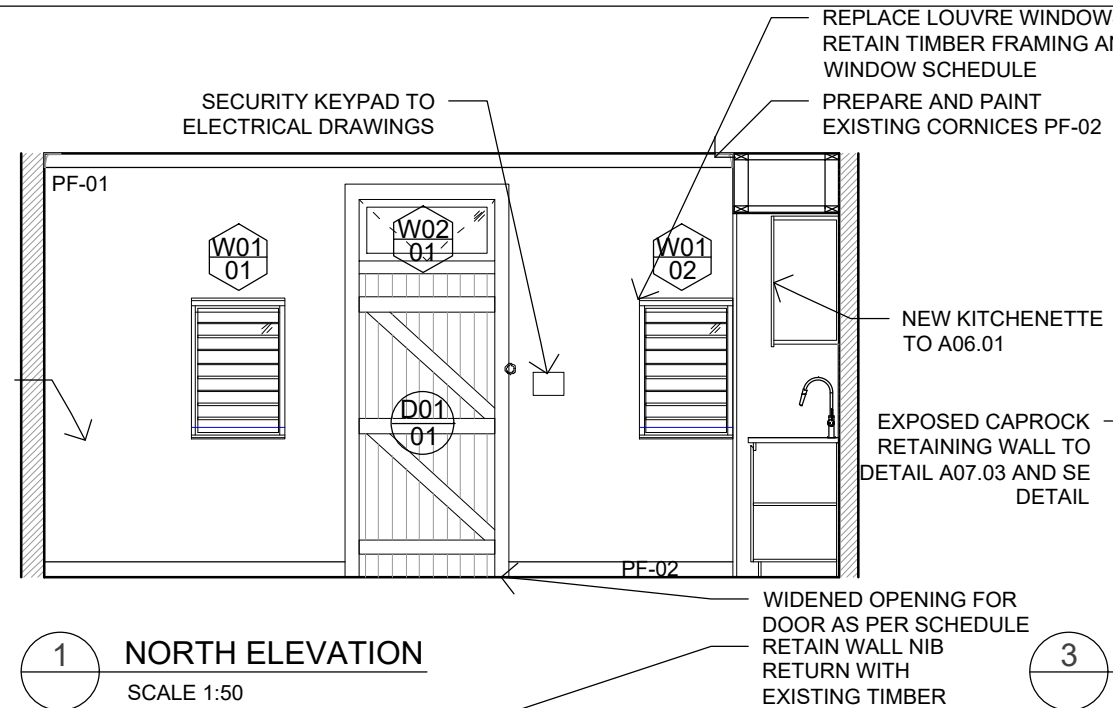 REPLACE LOUVRE WINDOW
RETAIN TIMBER FRAMING AN
WINDOW SCHEDULE
SECURITY KEYPAD TO
ELECTRICAL DRAWINGS
PREPARE AND PAINT
EXISTING CORNICES PF-02
PF-01
W01
01
W02
01
W01
02
NEW KITCHENETTE
TO A06.01
D01
01
EXPOSED CAPROCK
RETAINING WALL TO
DETAIL A07.03 AND SE
DETAIL
PF-02
WIDENED OPENING FOR
DOOR AS PER SCHEDULE
RETAIN WALL NIB
RETURN WITH
EXISTING TIMBER
1
NORTH ELEVATION
SCALE 1:50
3